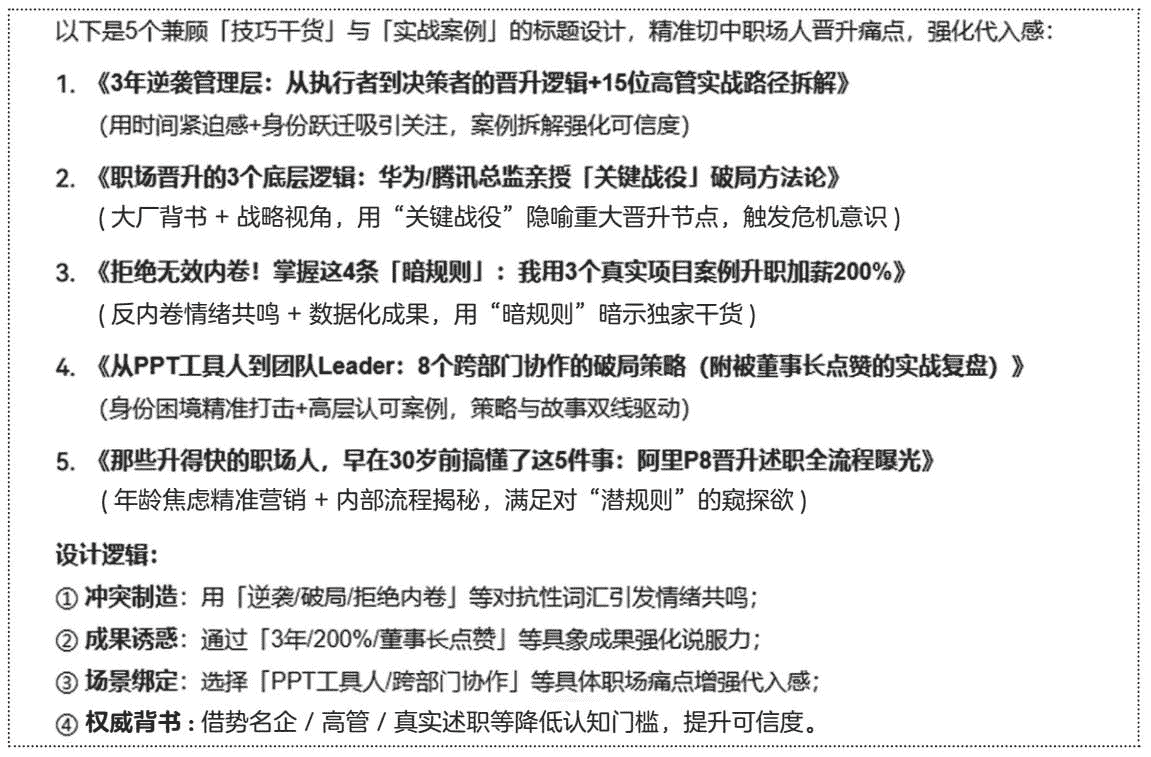 以下是5个兼顾「技巧干货」与「实战案例」的标题设计，精准切中职场人晋升痛点，强化代入感：
1. 《3年逆袭管理层：从执行者到决策者的晋升逻辑+15位高管实战路径拆解》
（用时间紧迫感+身份跃迁吸引关注，案例拆解强化可信度）
2. 《职场晋升的3个底层逻辑：华为/腾讯总监亲授「关键战役」破局方法论》
( 大厂背书 + 战略视角，用“关键战役”隐喻重大晋升节点，触发危机意识 )
3. 《拒绝无效内卷！掌握这4条「暗规则」：我用3个真实项目案例升职加薪200%》
( 反内卷情绪共鸣 + 数据化成果，用“暗规则”暗示独家干货 )
4. 《从PPT工具人到团队Leader：8个跨部门协作的破局策略（附被董事长点赞的实战复盘）》
（身份困境精准打击+高层认可案例，策略与故事双线驱动）
5. 《那些升得快的职场人，早在30岁前搞懂了这5件事：阿里P8晋升述职全流程曝光》
( 年龄焦虑精准营销 + 内部流程揭秘，满足对“潜规则”的窥探欲 )
设计逻辑：
① 冲突制造：用「逆袭/破局/拒绝内卷」等对抗性词汇引发情绪共鸣；
② 成果诱惑：通过「3年/200%/董事长点赞」等具象成果强化说服力；
③ 场景绑定：选择「PPT工具人/跨部门协作」等具体职场痛点增强代入感；
④ 权威背书 : 借势名企 / 高管 / 真实述职等降低认知门槛，提升可信度。